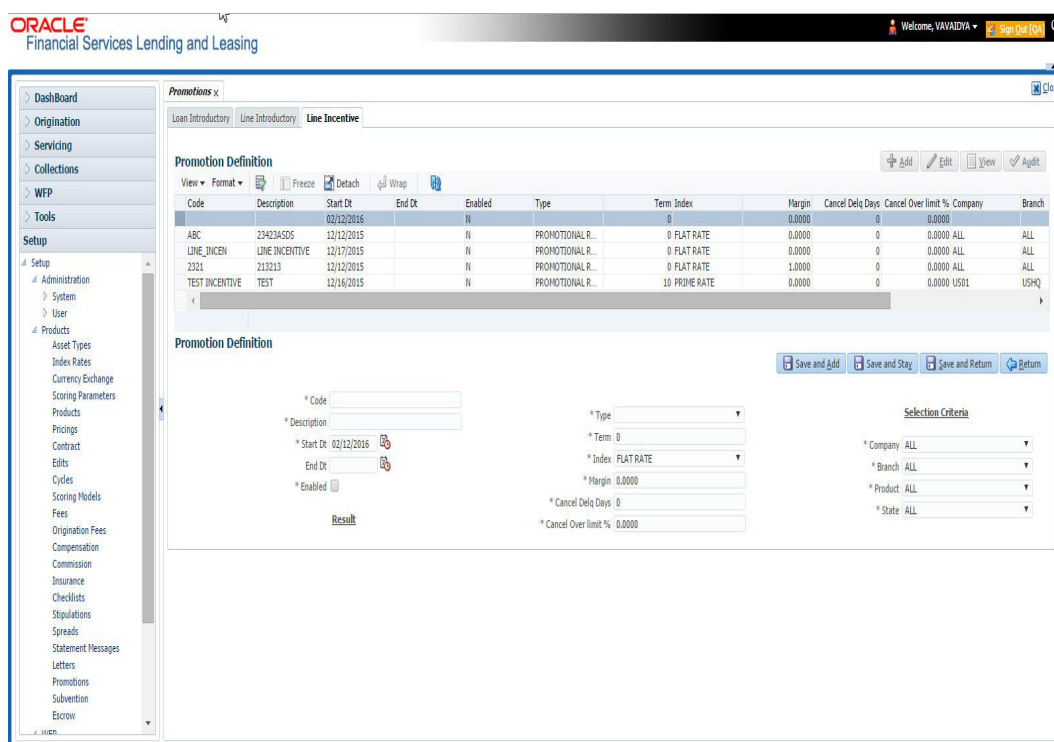 ORACLE'
Welcome, VAVAIDYA
Sign Out [QA]
Financial Services Lending and Leasing
Clo
DashBoard
Origination
Servicing
Collections
WFP
Tools
Setup
Setup
Administration
System
User
Products
Asset Types
Index Rates
Currency Exchange
Scoring Parameters
Products
Pricings
Contract
Edits
Cycles
Scoring Models
Fees
Origination Fees
Compensation
Commission
Insurance
Checklists
Stipulations
Spreads
Statement Messages
Letters
Promotions
Subvention
Escrow
WFP
Promotions x
Loan Introductory Line Introductory Line Incentive
Promotion Definition
Add Edit View Audit
View Format Freeze Detach Wrap
Code Description Start Dt End Dt Enabled Type Term Index Margin Cancel Delq Days Cancel Over limit % Company Branch
02/12/2016 N 0 0.0000 0 0.0000
ABC 23423ASDS 12/12/2015 N PROMOTIONAL R... 0 FLAT RATE 0.0000 0 0.0000 ALL ALL
LINE_INCEN LINE INCENTIVE 12/17/2015 N PROMOTIONAL R... 0 FLAT RATE 0.0000 0 0.0000 ALL ALL
2321 213213 12/12/2015 N PROMOTIONAL R... 0 FLAT RATE 1.0000 0 0.0000 ALL ALL
TEST INCENTIVE TEST 12/16/2015 N PROMOTIONAL R... 10 PRIME RATE 0.0000 0 0.0000 US01 USHQ
Promotion Definition
Save and Add Save and Stay Save and Return Return
* Code
* Description
* Start Dt 02/12/2016
End Dt
* Enabled
Result
* Type
* Term 0
* Index FLAT RATE
* Margin 0.0000
* Cancel Delq Days 0
* Cancel Over limit % 0.0000
Selection Criteria
* Company ALL
* Branch ALL
* Product ALL
* State ALL